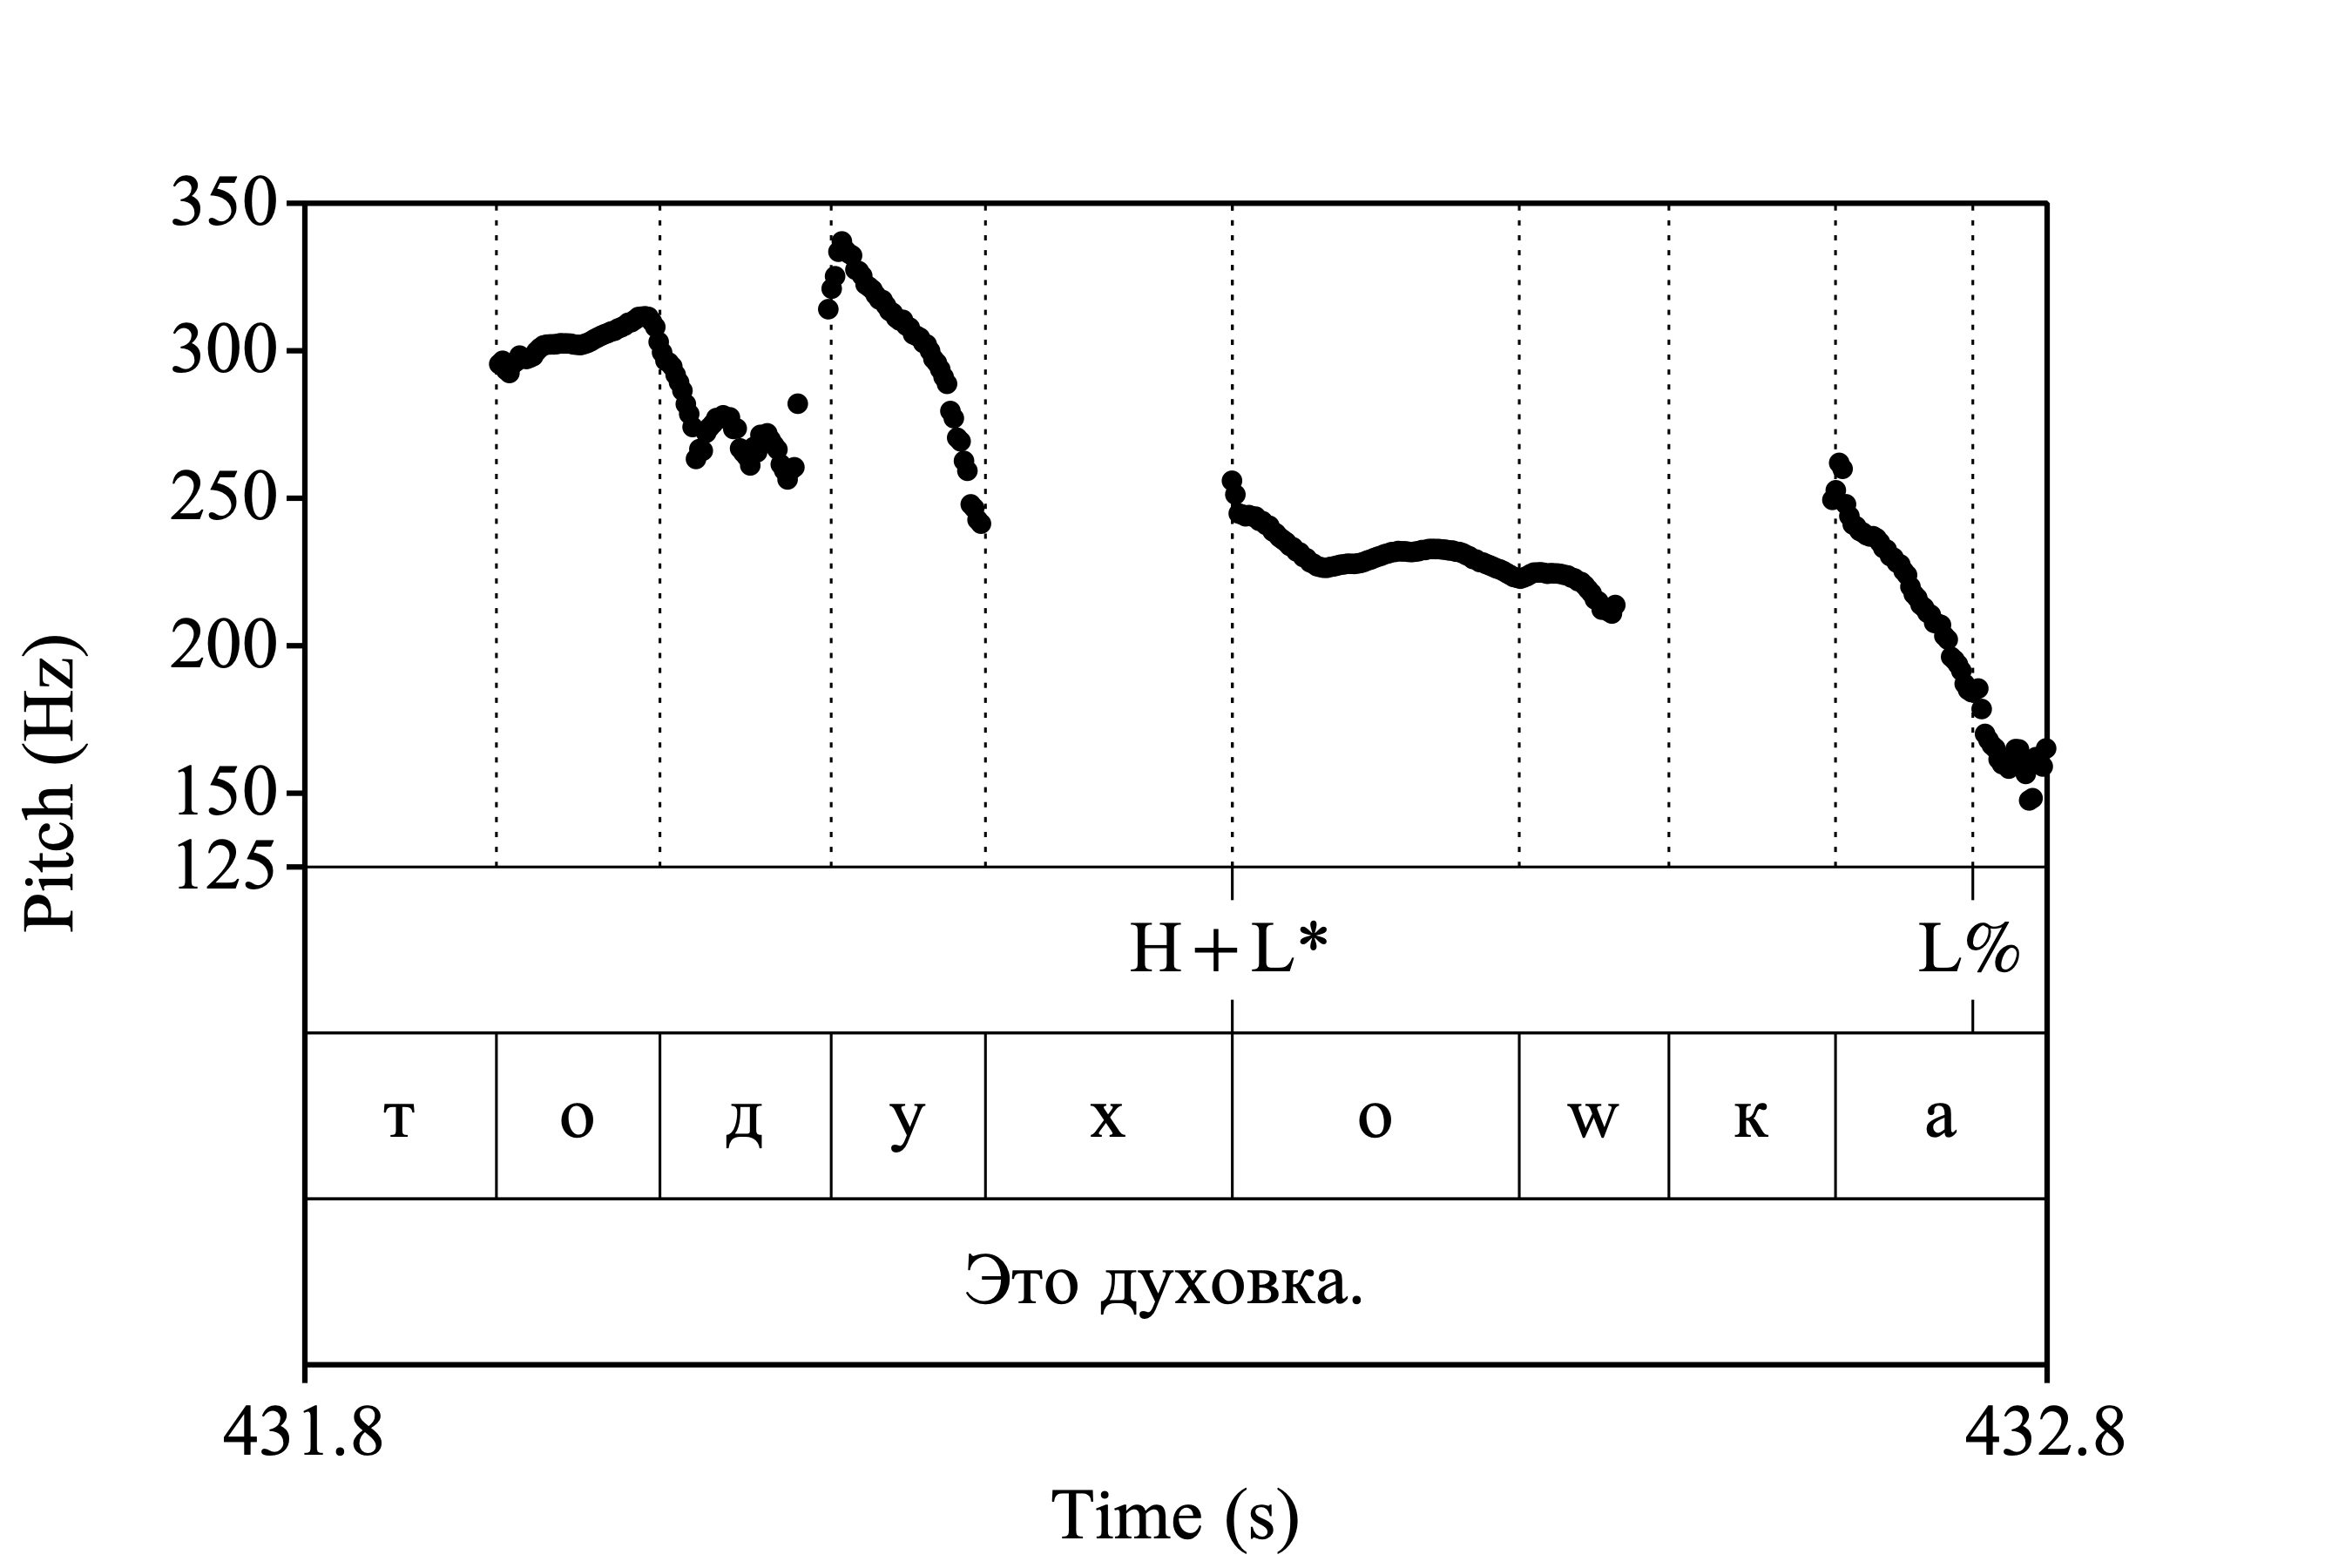 350
300
250
200
150
125
Pitch (Hz)
H+L* L%
т о д у х о w к а
Это духовка.
431.8 432.8
Time (s)